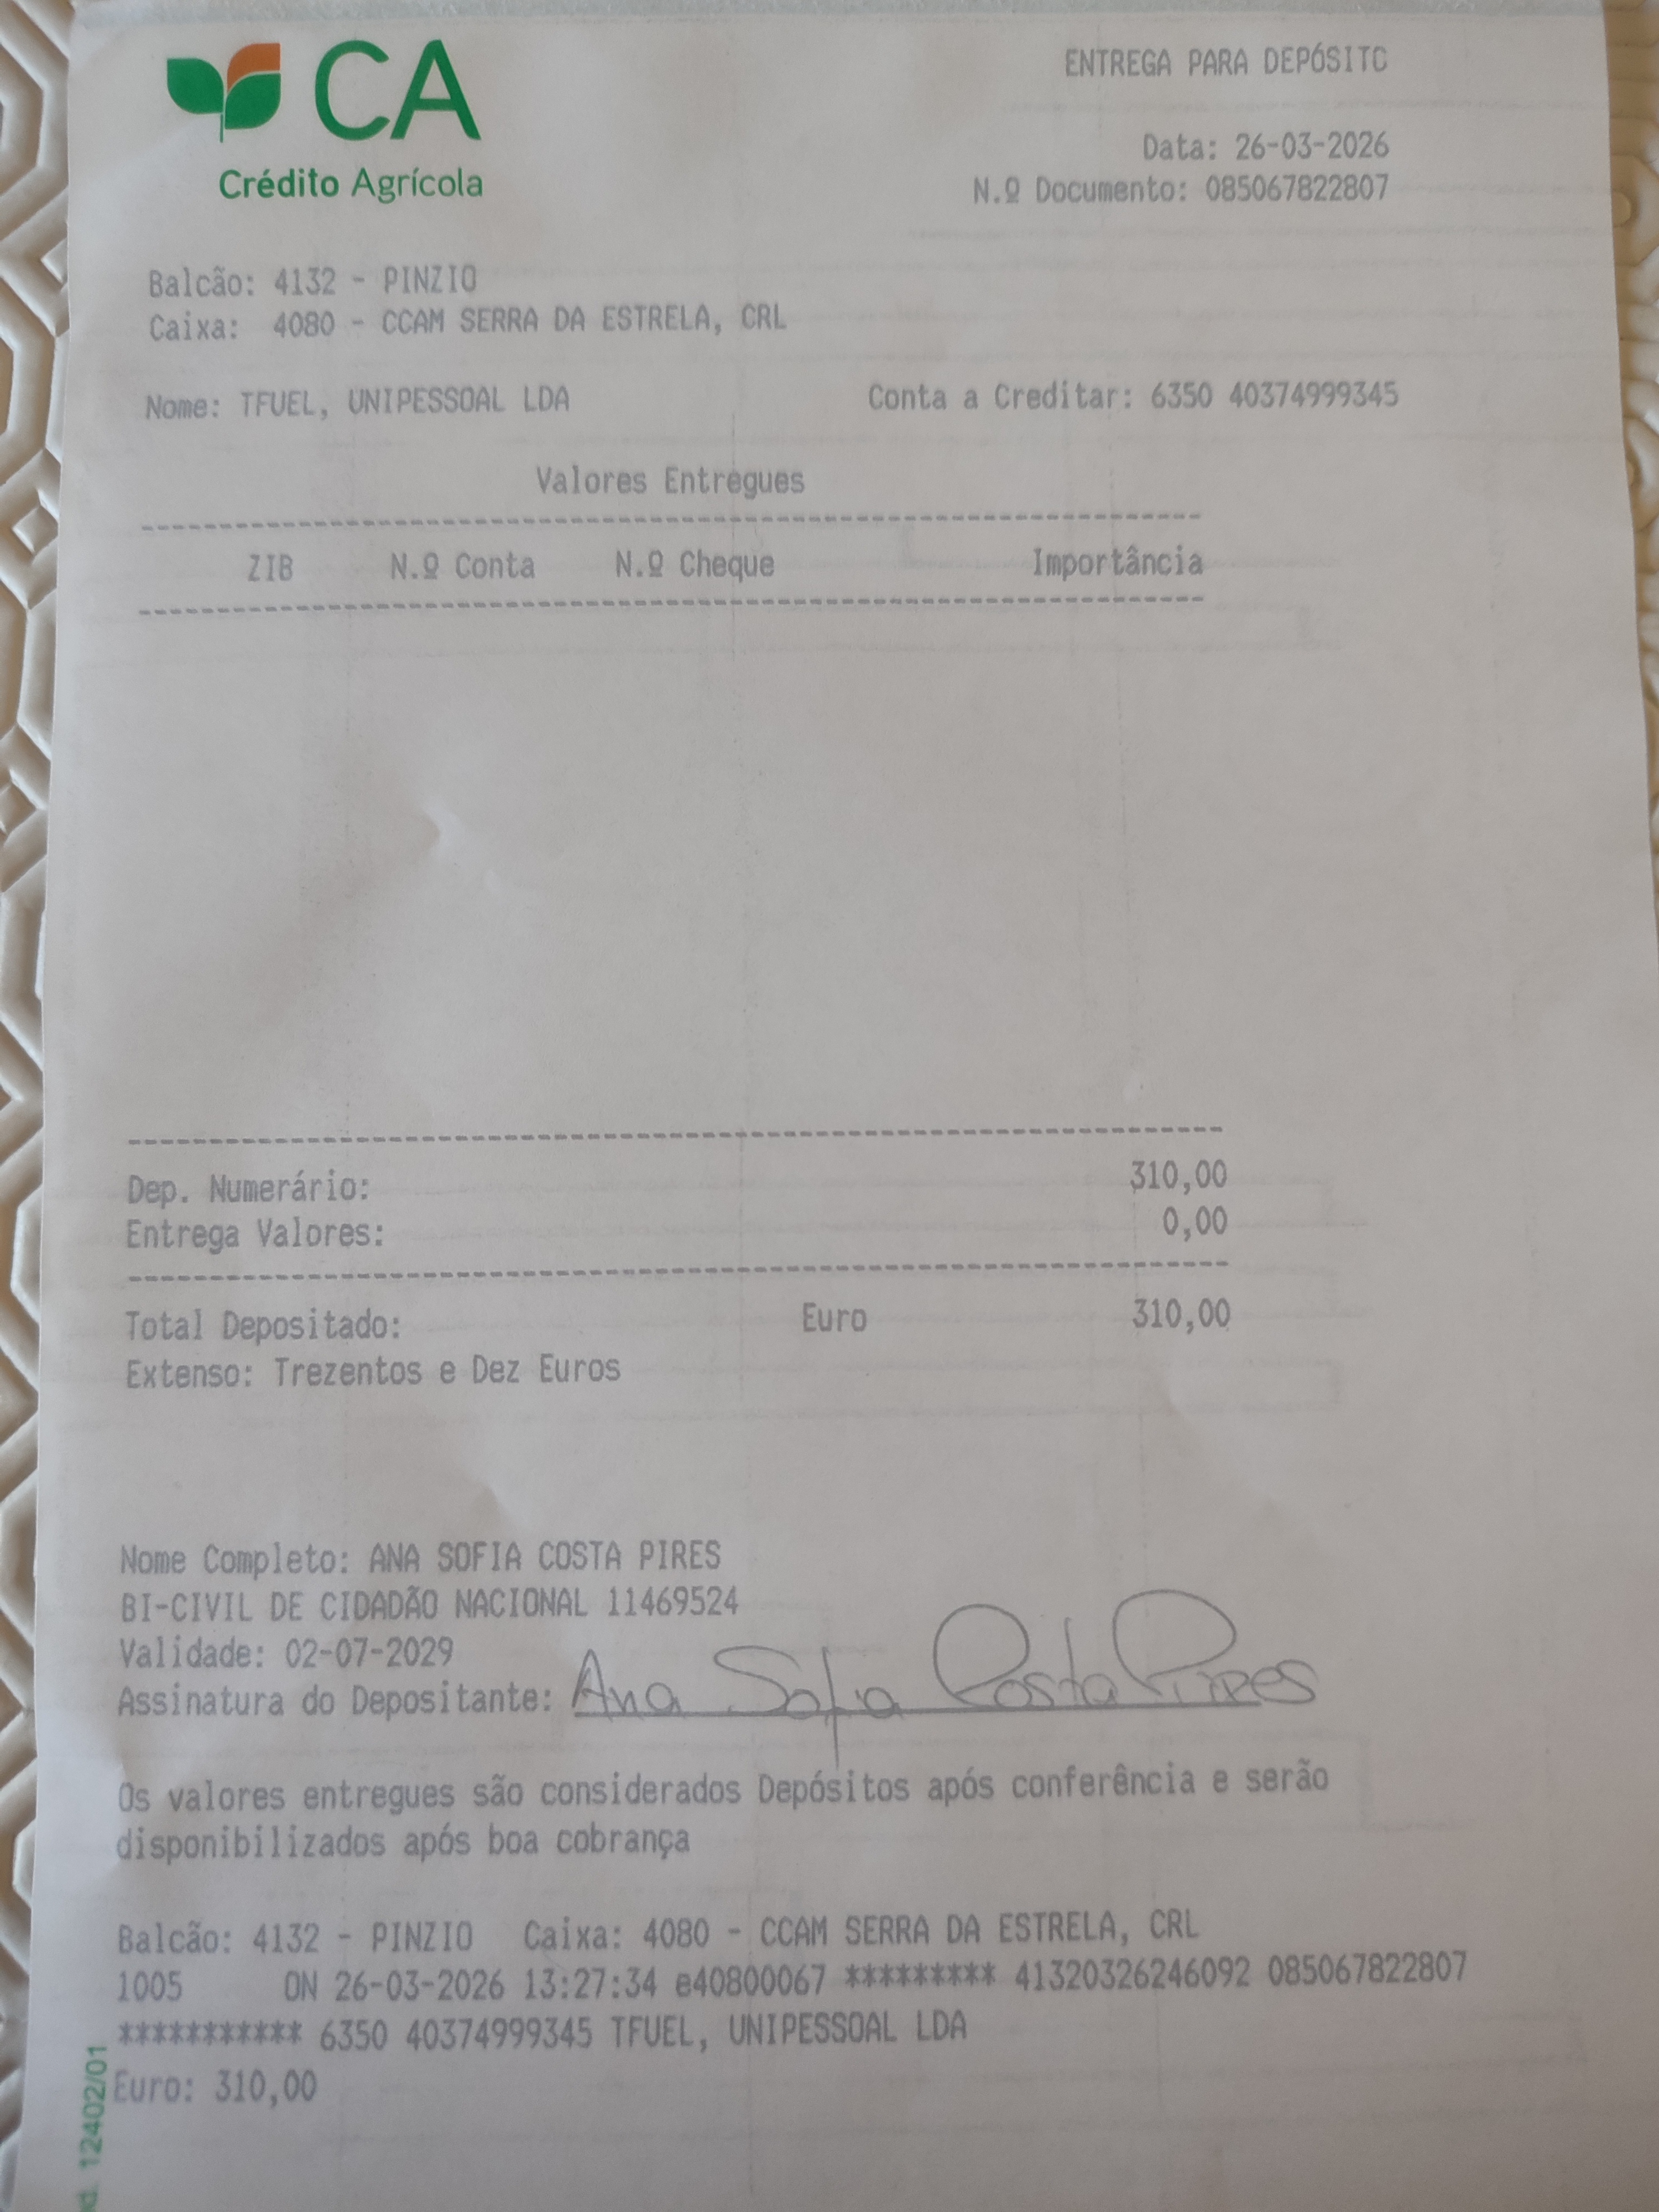 CA
Crédito Agrícola
ENTREGA PARA DEPÓSITO
Data: 26-03-2026
N.º Documento: 085067822807
Balcão: 4132 - PINZIO
Caixa: 4080 - CCAM SERRA DA ESTRELA, CRL
Nome: TFUEL, UNIPESSOAL LDA Conta a Creditar: 6350 40374999345
Valores Entregues
--------------------------------------------------------------
ZIB N.º Conta N.º Cheque Importância
--------------------------------------------------------------
--------------------------------------------------------------
Dep. Numerário: 310,00
Entrega Valores: 0,00
--------------------------------------------------------------
Total Depositado: Euro 310,00
Extenso: Trezentos e Dez Euros
Nome Completo: ANA SOFIA COSTA PIRES
BI-CIVIL DE CIDADÃO NACIONAL 11469524
Validade: 02-07-2029
Assinatura do Depositante: Ana Sofia Costa Pires
Os valores entregues são considerados Depósitos após conferência e serão
disponibilizados após boa cobrança
Balcão: 4132 - PINZIO Caixa: 4080 - CCAM SERRA DA ESTRELA, CRL
1005 ON 26-03-2026 13:27:34 e40800067 ********* 41320326246092 085067822807
*********** 6350 40374999345 TFUEL, UNIPESSOAL LDA
Euro: 310,00
12402/01